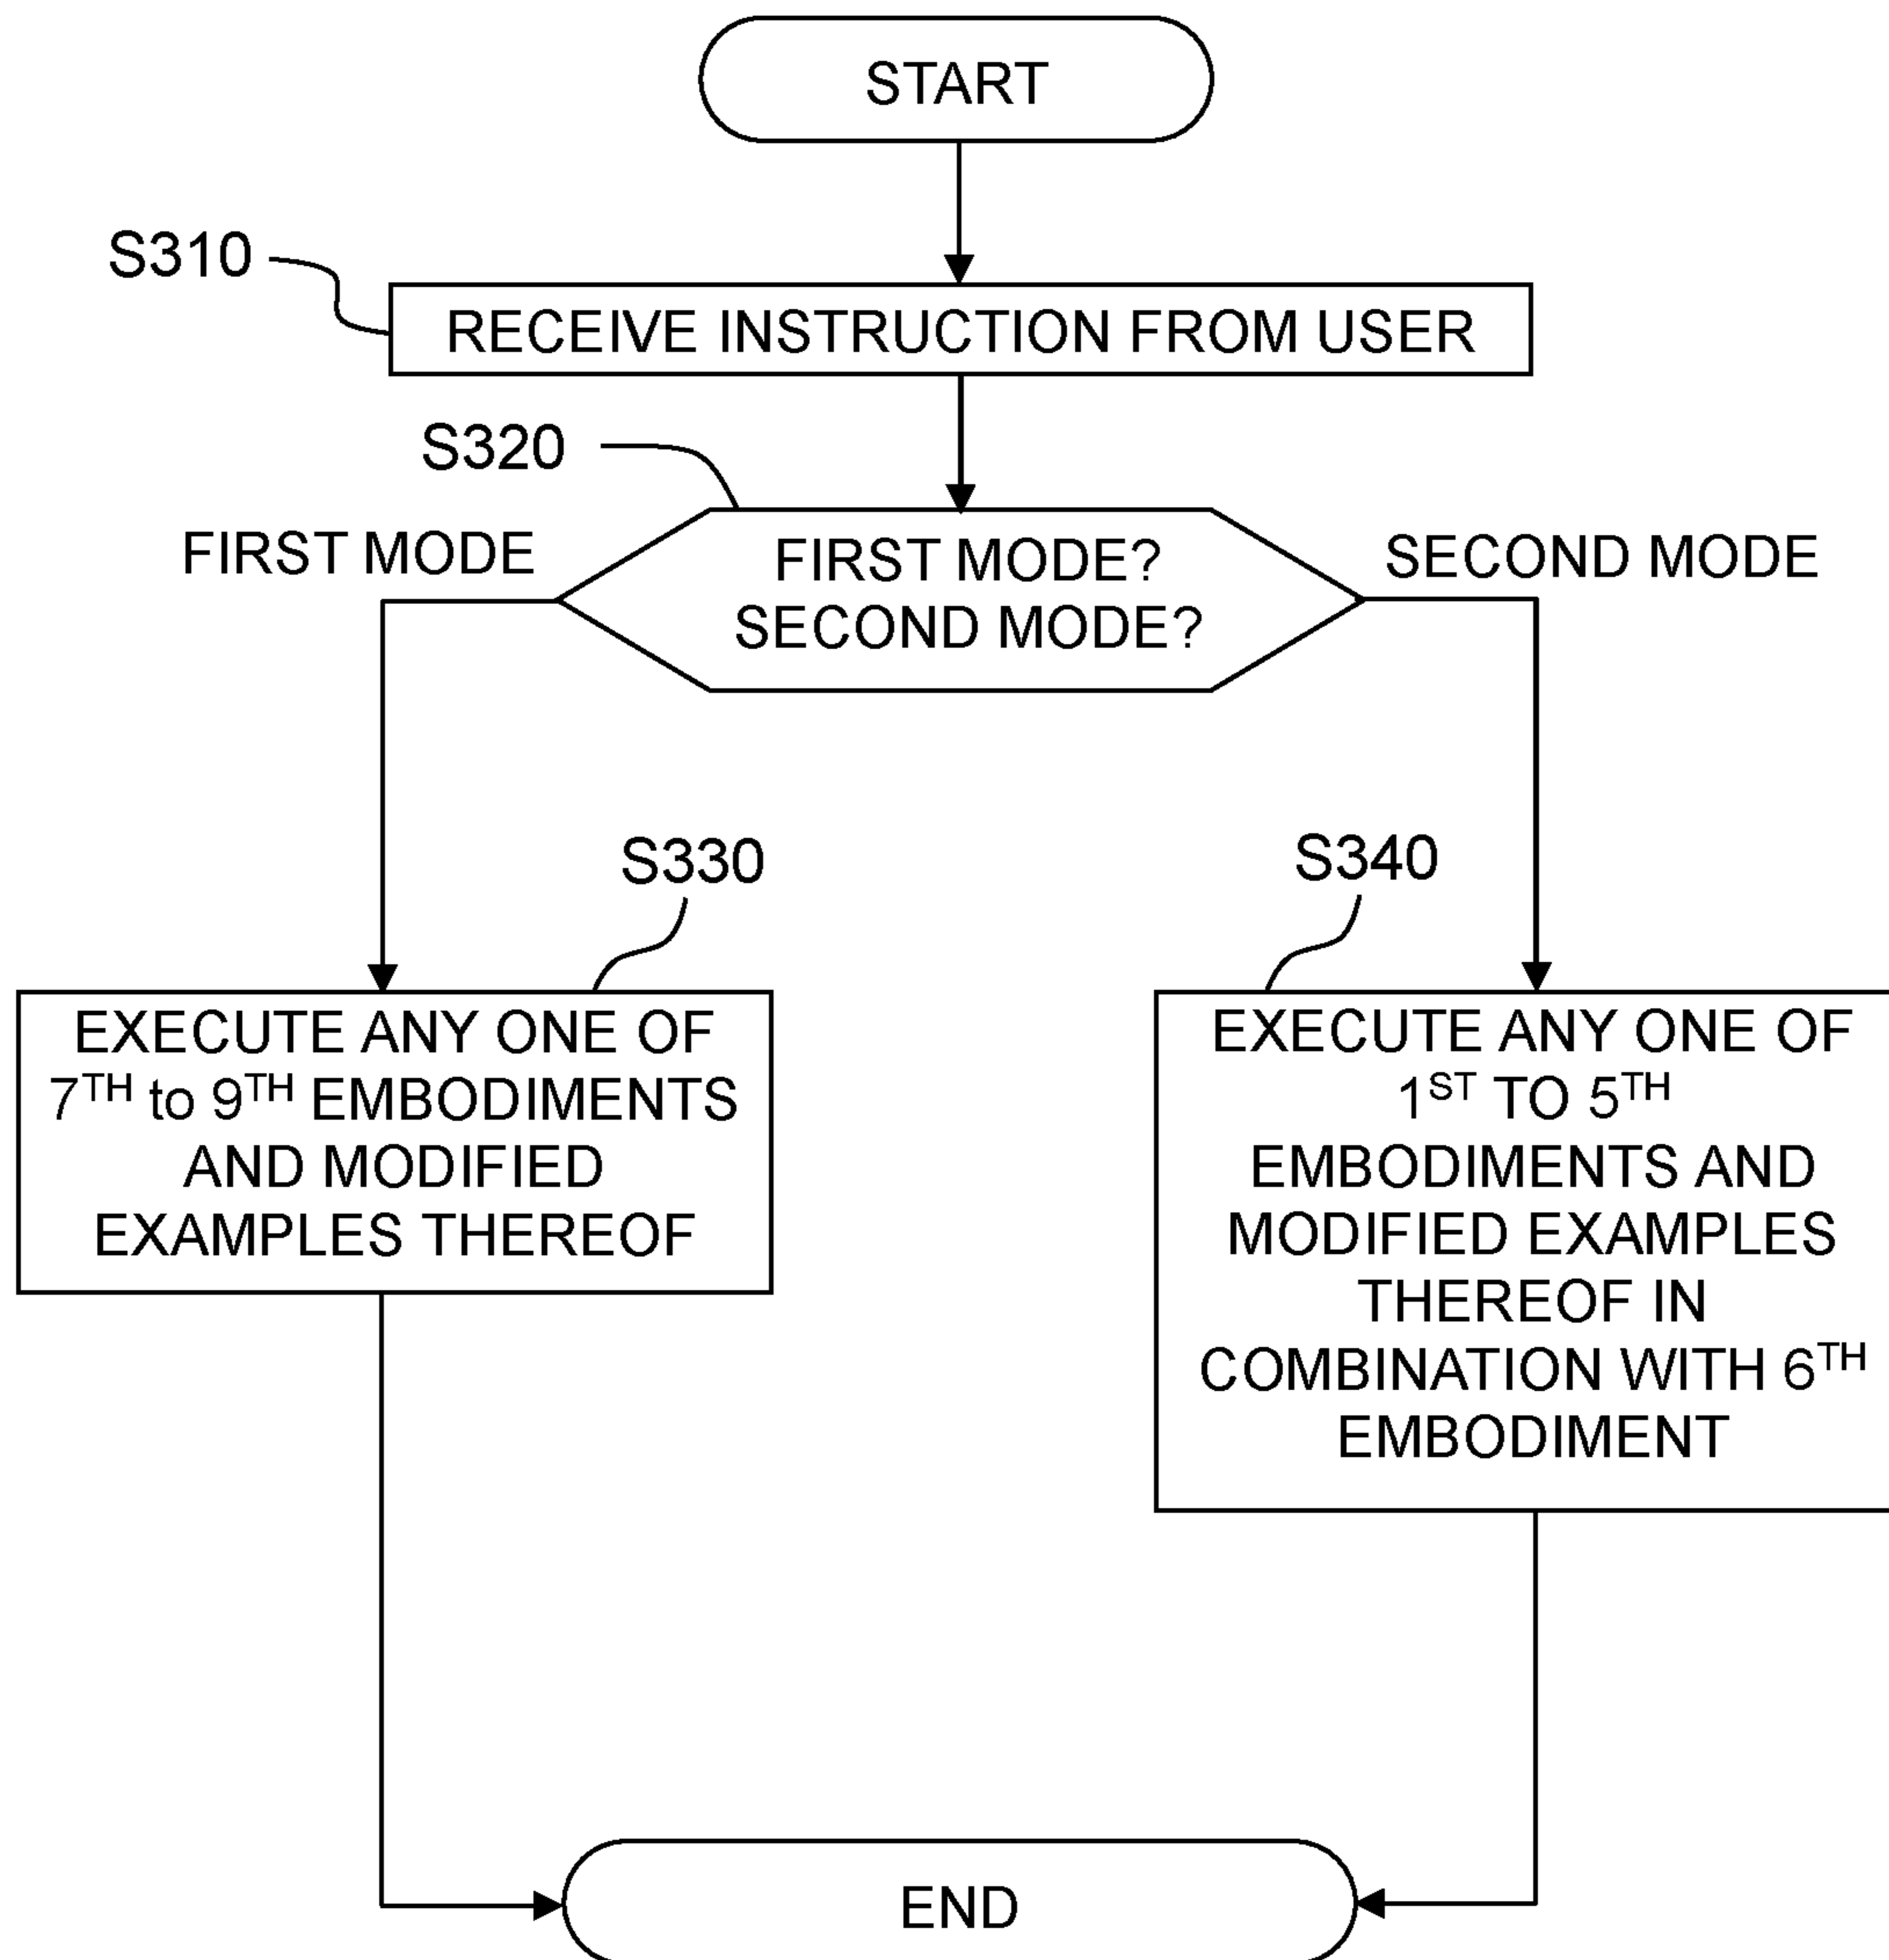 START
S310
RECEIVE INSTRUCTION FROM USER
S320
FIRST MODE
FIRST MODE?
SECOND MODE?
SECOND MODE
S330
EXECUTE ANY ONE OF
7TH to 9TH EMBODIMENTS
AND MODIFIED
EXAMPLES THEREOF
S340
EXECUTE ANY ONE OF
1ST TO 5TH
EMBODIMENTS AND
MODIFIED EXAMPLES
THEREOF IN
COMBINATION WITH 6TH
EMBODIMENT
END